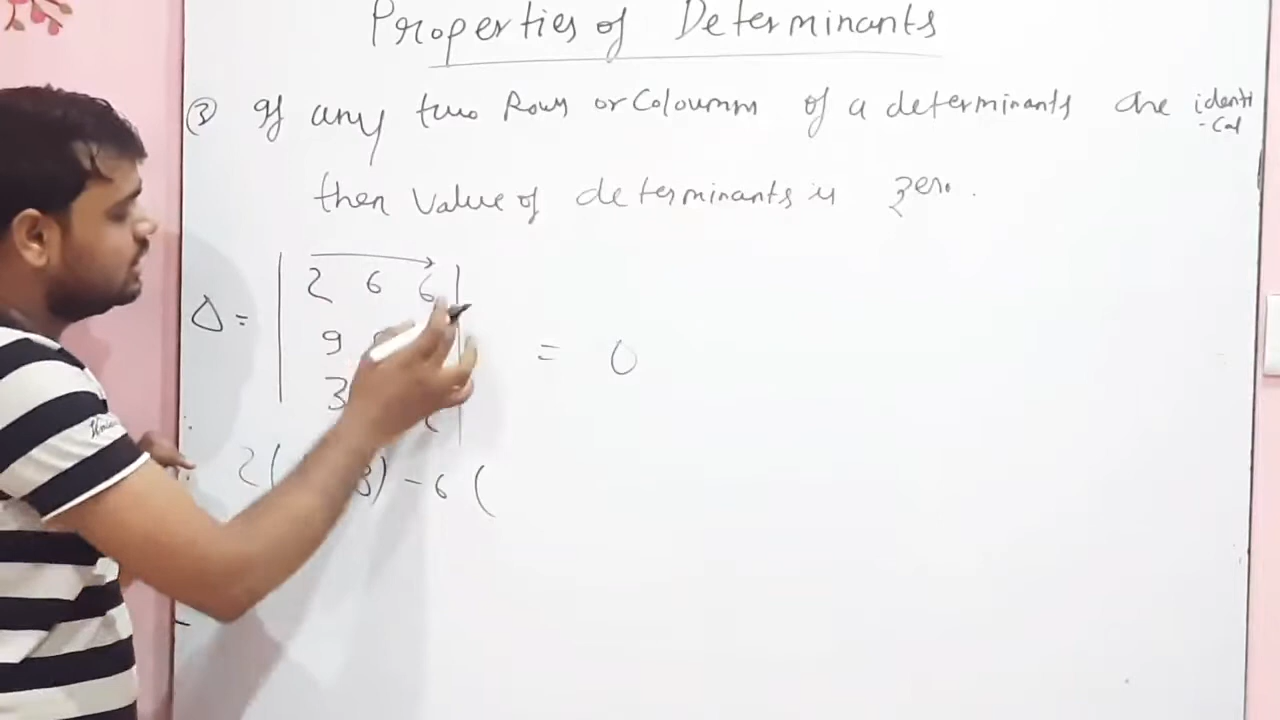 Properties of Determinants
③ If any two Rows or Coloumns of a determinants are identi-cal
then value of determinants is zero.
Δ = | 2 6 6 |
9
= 0
3
2( 8) - 6 (